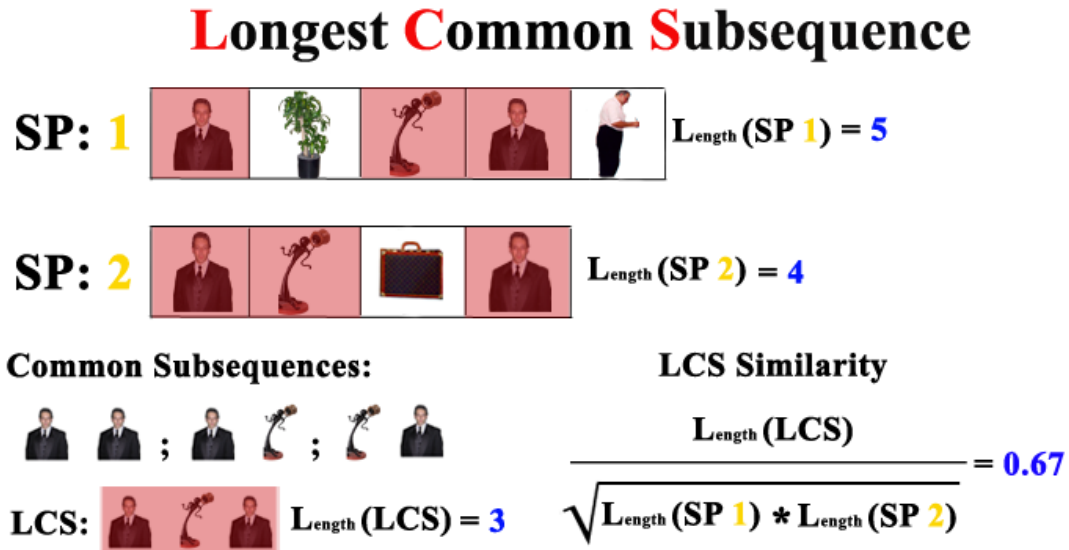 Longest Common Subsequence
SP: 1
Length (SP 1) = 5
SP: 2
Length (SP 2) = 4
Common Subsequences:
; ;
LCS:
Length (LCS) = 3
LCS Similarity
Length (LCS)
√Length (SP 1) * Length (SP 2)
= 0.67